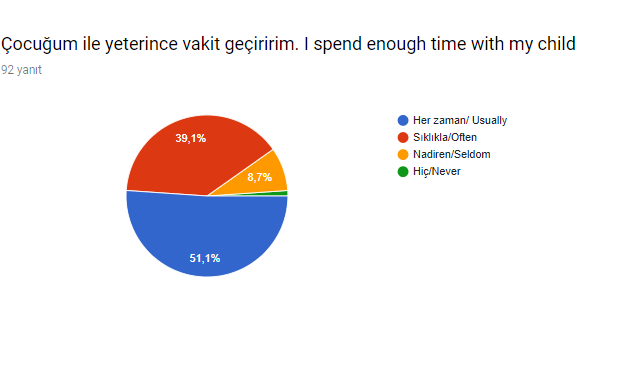 Çocuğum ile yeterince vakit geçiririm. I spend enough time with my child
92 yanıt
39,1%
8,7%
51,1%
Her zaman/ Usually
Sıklıkla/Often
Nadiren/Seldom
Hiç/Never